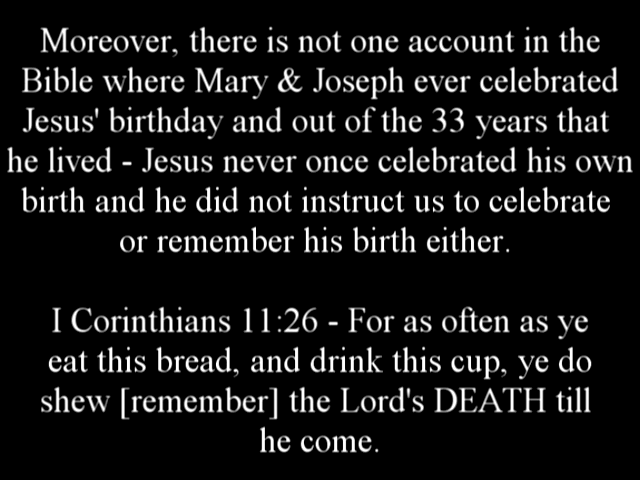 Moreover, there is not one account in the
Bible where Mary & Joseph ever celebrated
Jesus' birthday and out of the 33 years that
he lived - Jesus never once celebrated his own
birth and he did not instruct us to celebrate
or remember his birth either.
I Corinthians 11:26 - For as often as ye
eat this bread, and drink this cup, ye do
shew [remember] the Lord's DEATH till
he come.